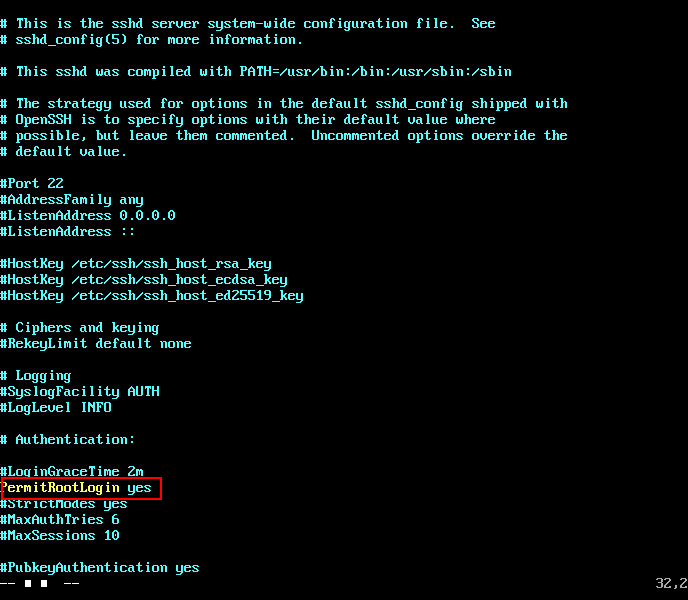 # This is the sshd server system-wide configuration file.  See
# sshd_config(5) for more information.
# This sshd was compiled with PATH=/usr/bin:/bin:/usr/sbin:/sbin
# The strategy used for options in the default sshd_config shipped with
# OpenSSH is to specify options with their default value where
# possible, but leave them commented.  Uncommented options override the
# default value.
#Port 22
#AddressFamily any
#ListenAddress 0.0.0.0
#ListenAddress ::
#HostKey /etc/ssh/ssh_host_rsa_key
#HostKey /etc/ssh/ssh_host_ecdsa_key
#HostKey /etc/ssh/ssh_host_ed25519_key
# Ciphers and keying
#RekeyLimit default none
# Logging
#SyslogFacility AUTH
#LogLevel INFO
# Authentication:
#LoginGraceTime 2m
PermitRootLogin yes
#StrictModes yes
#MaxAuthTries 6
#MaxSessions 10
#PubkeyAuthentication yes
-- ■ ■  -- 32,2